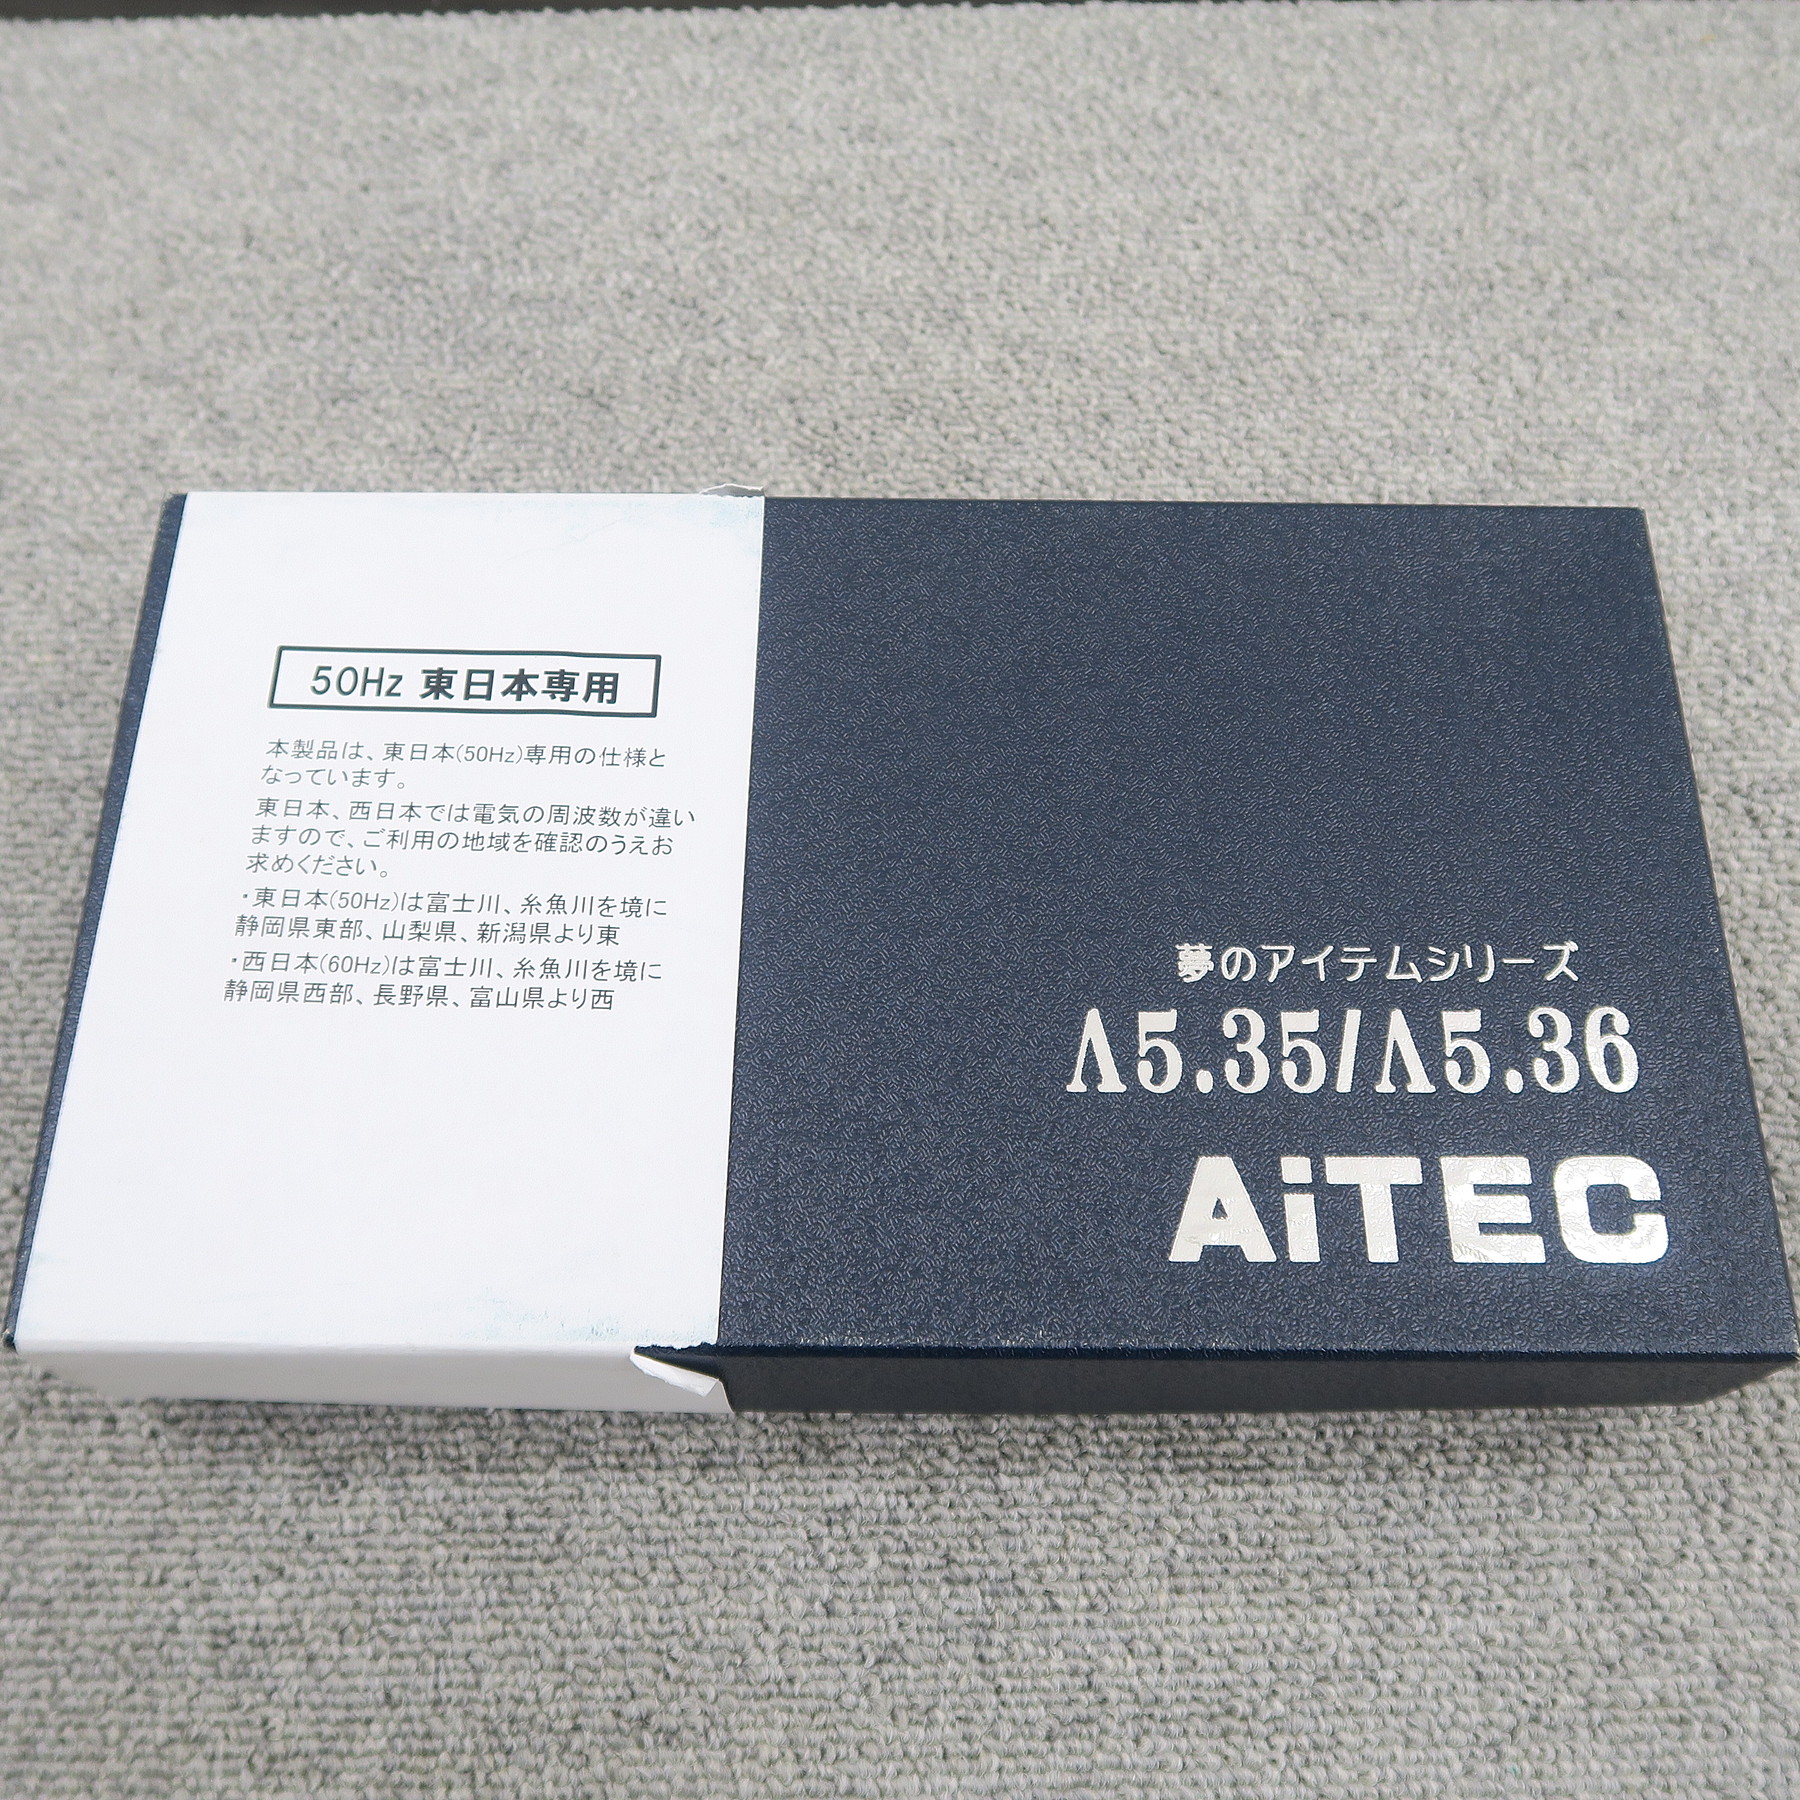 50Hz 東日本専用
本製品は、東日本(50Hz)専用の仕様と
なっています。
東日本、西日本では電気の周波数が違い
ますので、ご利用の地域を確認のうえお
求めください。
・東日本(50Hz)は富士川、糸魚川を境に
静岡県東部、山梨県、新潟県より東
・西日本(60Hz)は富士川、糸魚川を境に
静岡県西部、長野県、富山県より西
夢のアイテムシリーズ
Λ5.35/Λ5.36
AiTEC